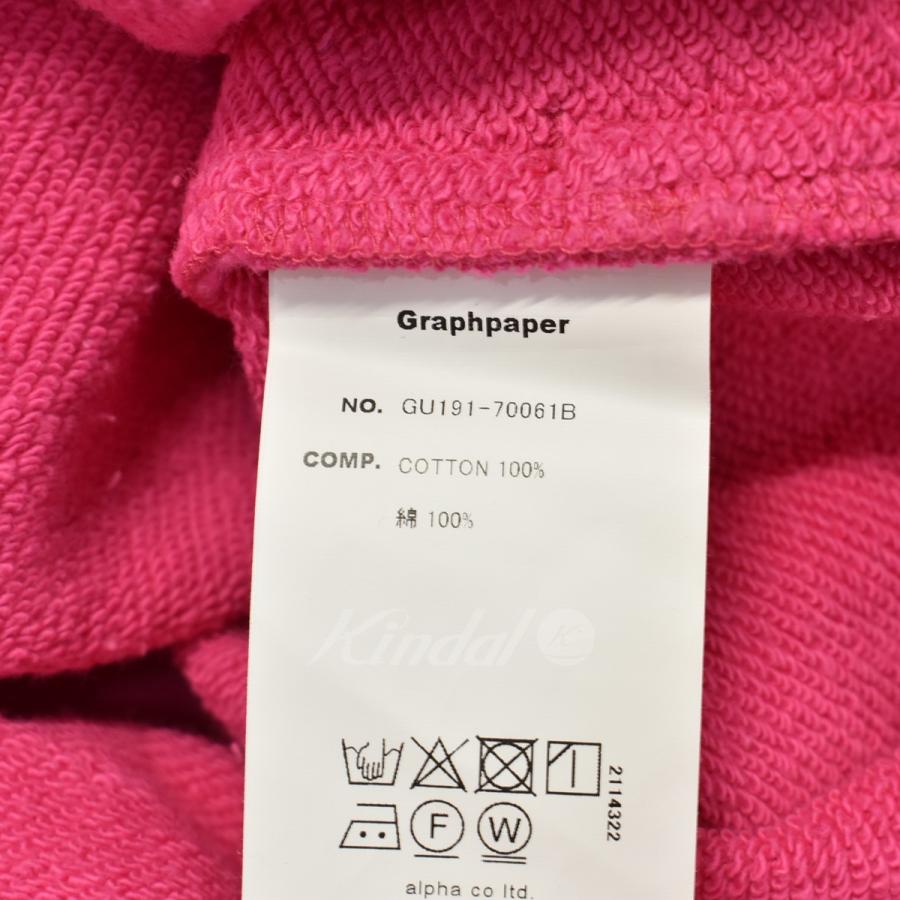 Graphpaper
NO. GU191-70061B
COMP. COTTON 100%
綿 100%
Kindal K
2114322
F W
alpha co ltd.